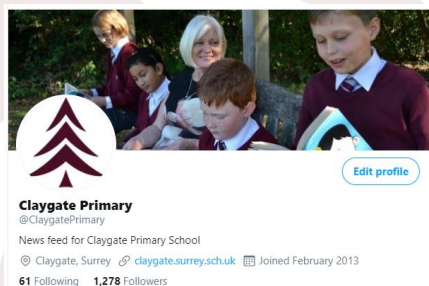 Edit profile
Claygate Primary
@ClaygatePrimary
News feed for Claygate Primary School
Claygate, Surrey claygate.surrey.sch.uk Joined February 2013
61 Following 1,278 Followers